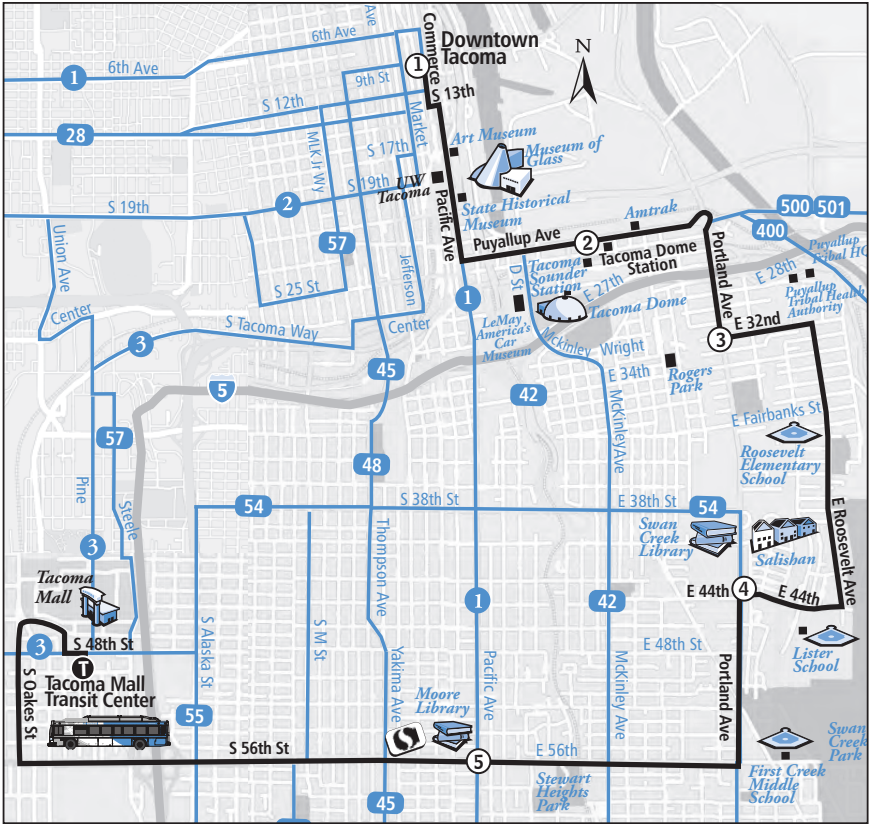 Ave
6th Ave
Commerce
1
Downtown
Tacoma
N
1
6th Ave
9th St
S 12th
S 13th
28
Market
MLK Jr Wy
S 17th
Art Museum
Museum of
Glass
UW
Tacoma
S 19th
S 19th
2
State Historical
Museum
Pacific Ave
Amtrak
500
501
400
Union Ave
57
Puyallup Ave
2
Tacoma Dome
Station
Portland Ave
Puyallup
Tribal HQ
Jefferson
Tacoma
Sounder
Station
D St
E 27th
E 28th
Puyallup
Tribal Health
Authority
S 25 St
1
Tacoma Dome
Center
S Tacoma Way
Center
LeMay
America's
Car
Museum
3
3
E 32nd
McKinley
Wright
E 34th
Rogers
Park
45
5
42
McKinley Ave
E Fairbanks St
57
Roosevelt
Elementary
School
48
Pine
Steele
54
S 38th St
E 38th St
54
E Roosevelt Ave
Thompson Ave
Swan
Creek
Library
Salishan
3
Tacoma
Mall
1
42
E 44th
4
E 44th
S Alaska St
S M St
3
S 48th St
E 48th St
Lister
School
T
Tacoma Mall
Transit Center
S Oakes St
Yakima Ave
Pacific Ave
McKinley Ave
Portland Ave
Moore
Library
55
S 56th St
5
E 56th
Swan
Creek
Park
First Creek
Middle
School
Stewart
Heights
Park
45